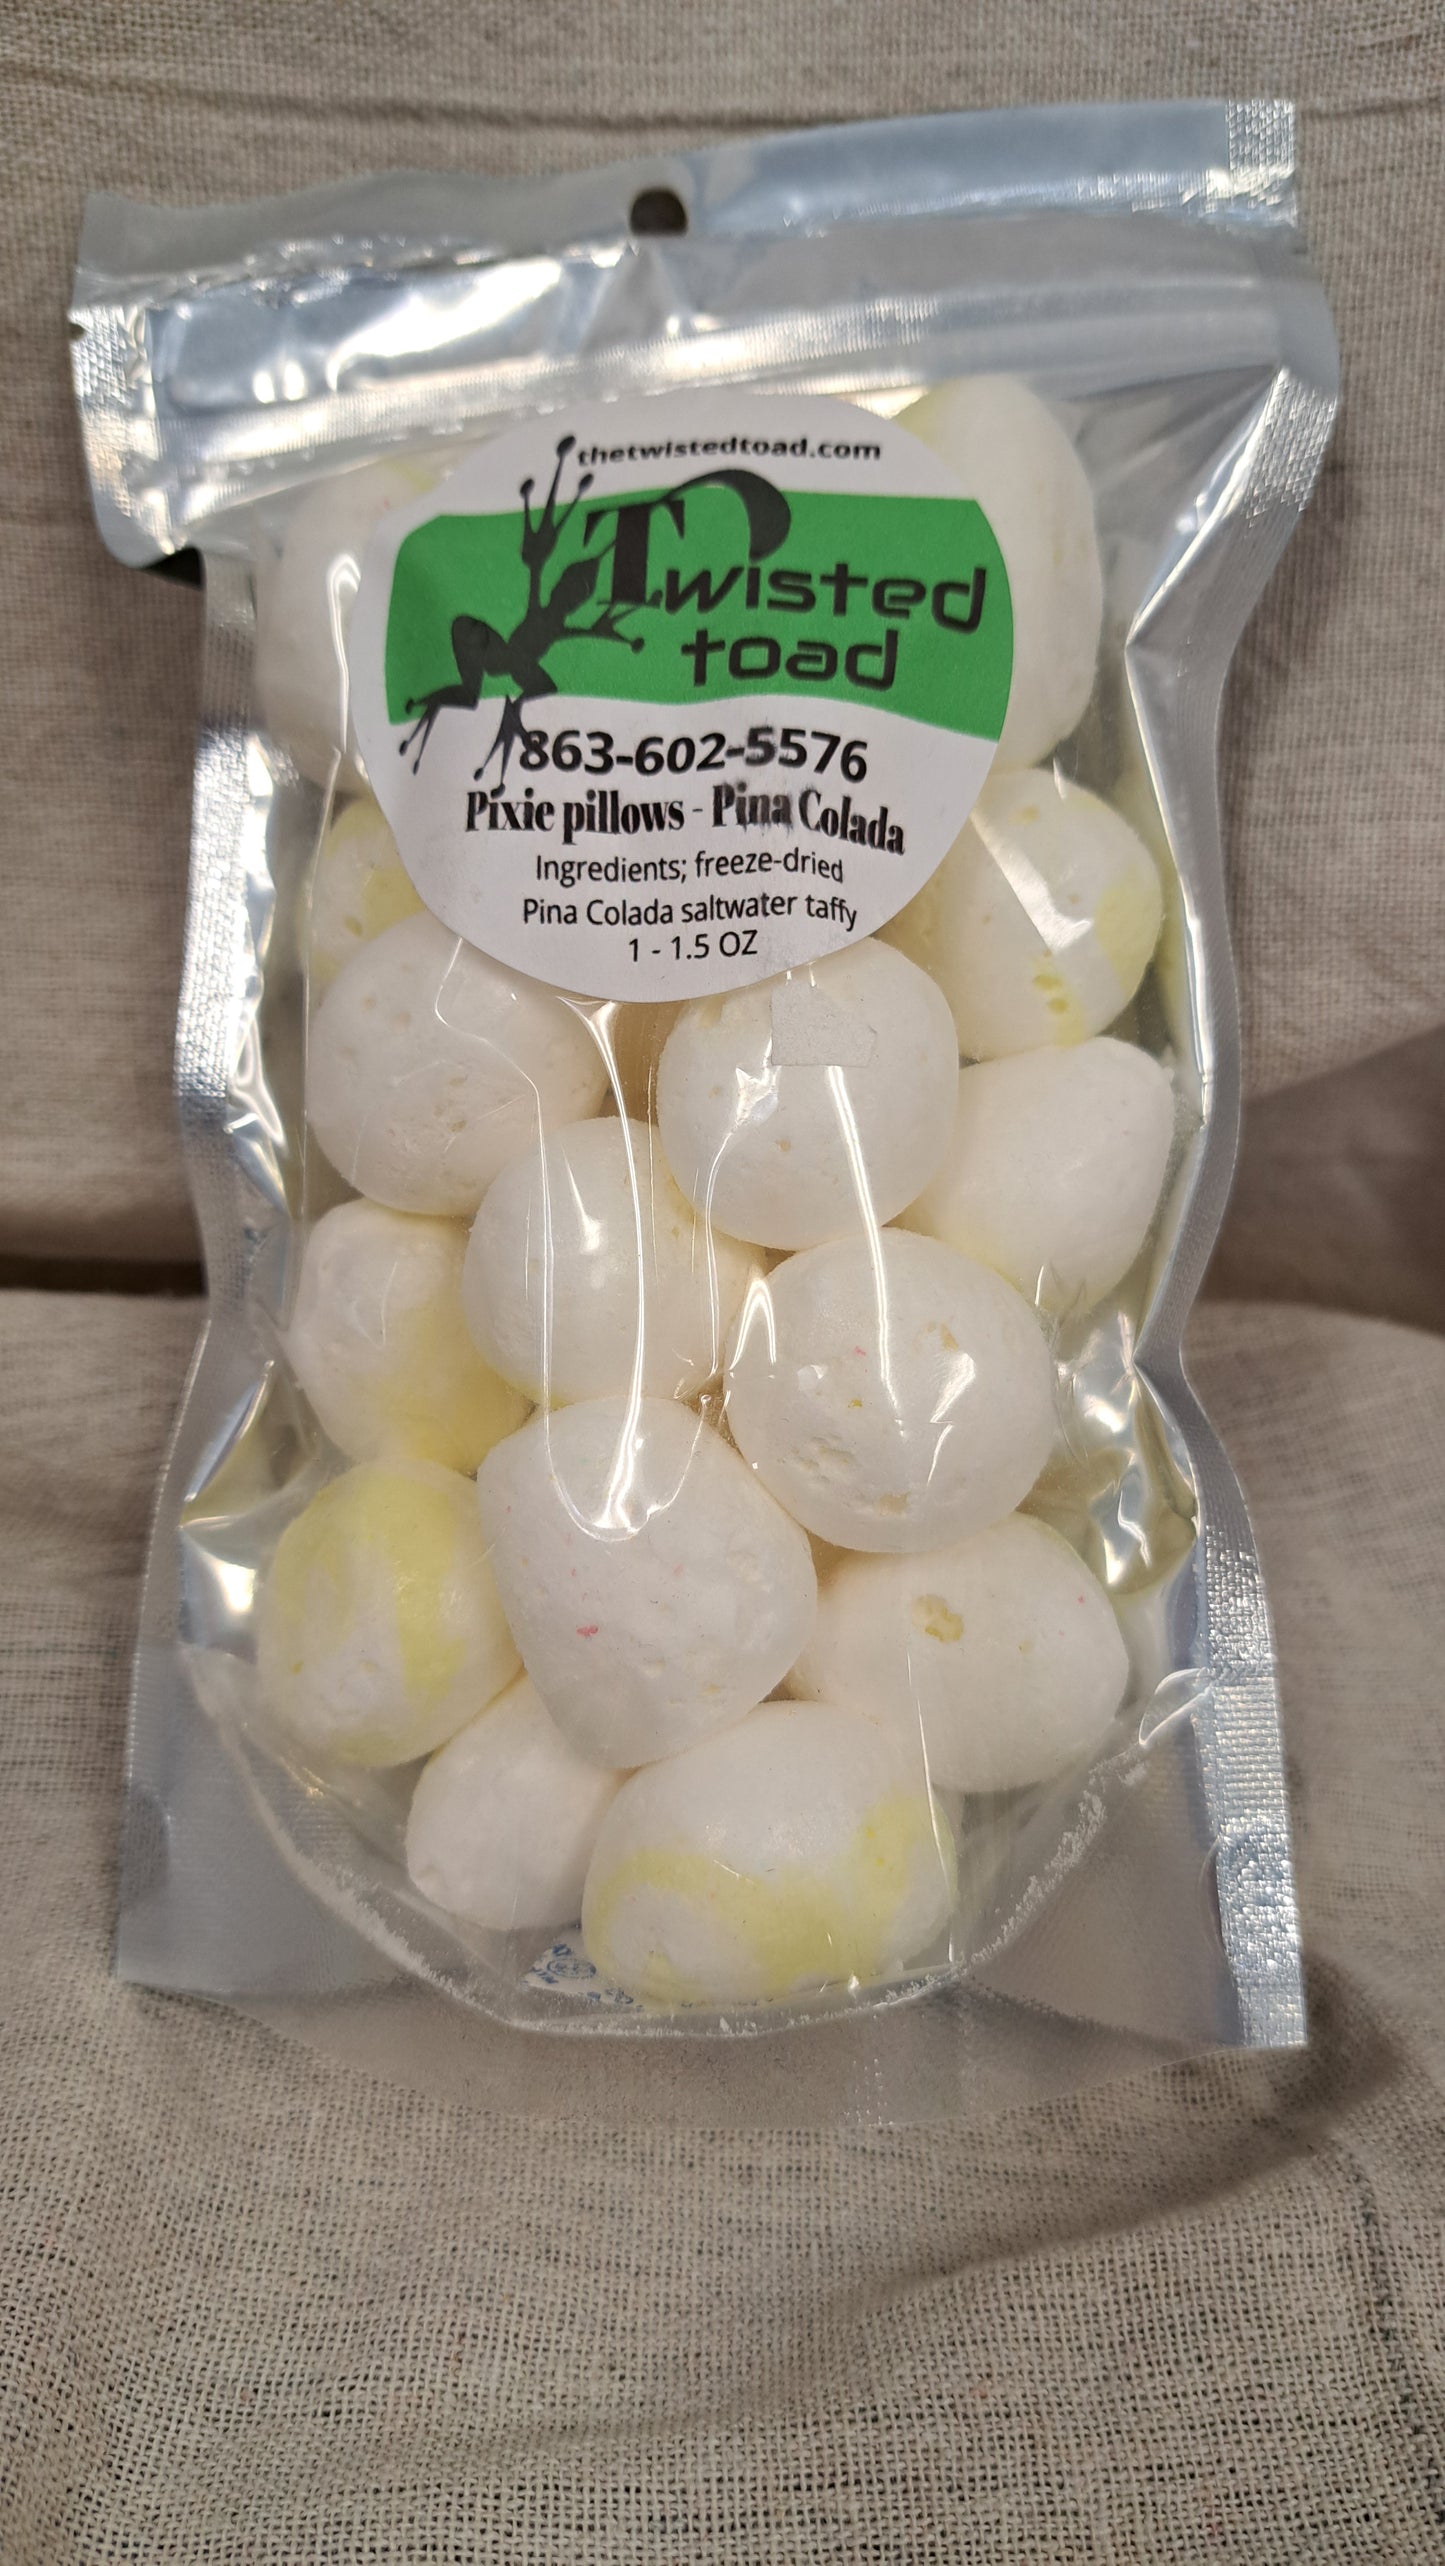 thetwistedtoad.com
Twisted
toad
863-602-5576
Pixie pillows - Pina Colada
Ingredients; freeze-dried
Pina Colada saltwater taffy
1 - 1.5 OZ